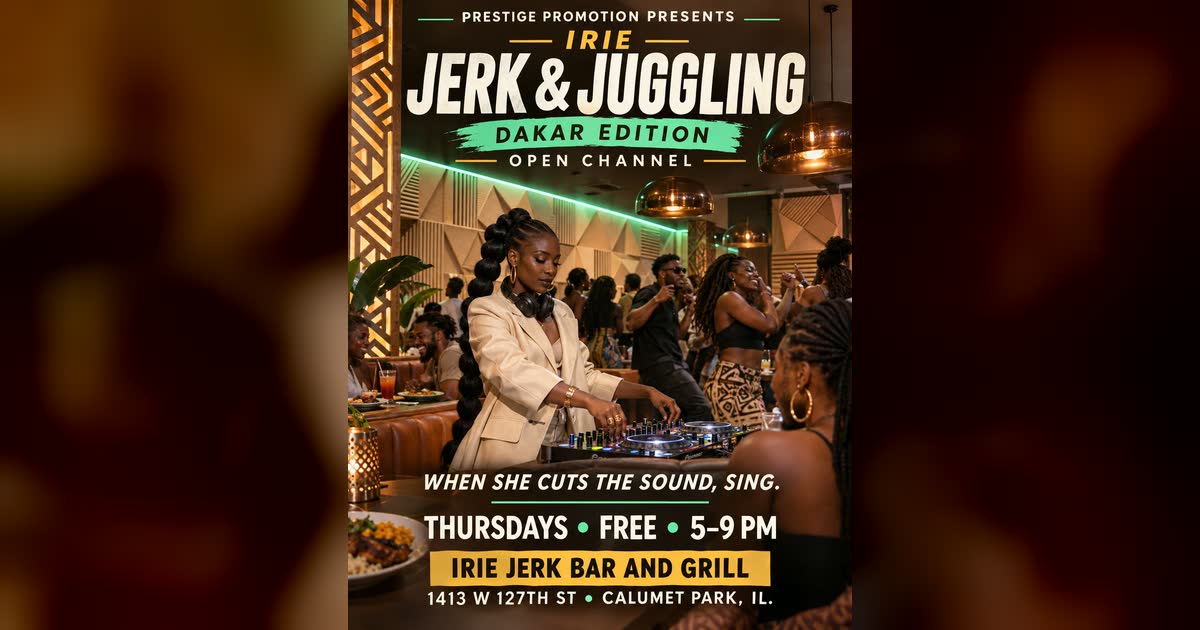 PRESTIGE PROMOTION PRESENTS
IRIE
JERK & JUGGLING
DAKAR EDITION
OPEN CHANNEL
WHEN SHE CUTS THE SOUND, SING.
THURSDAYS • FREE • 5–9 PM
IRIE JERK BAR AND GRILL
1413 W 127TH ST • CALUMET PARK, IL.